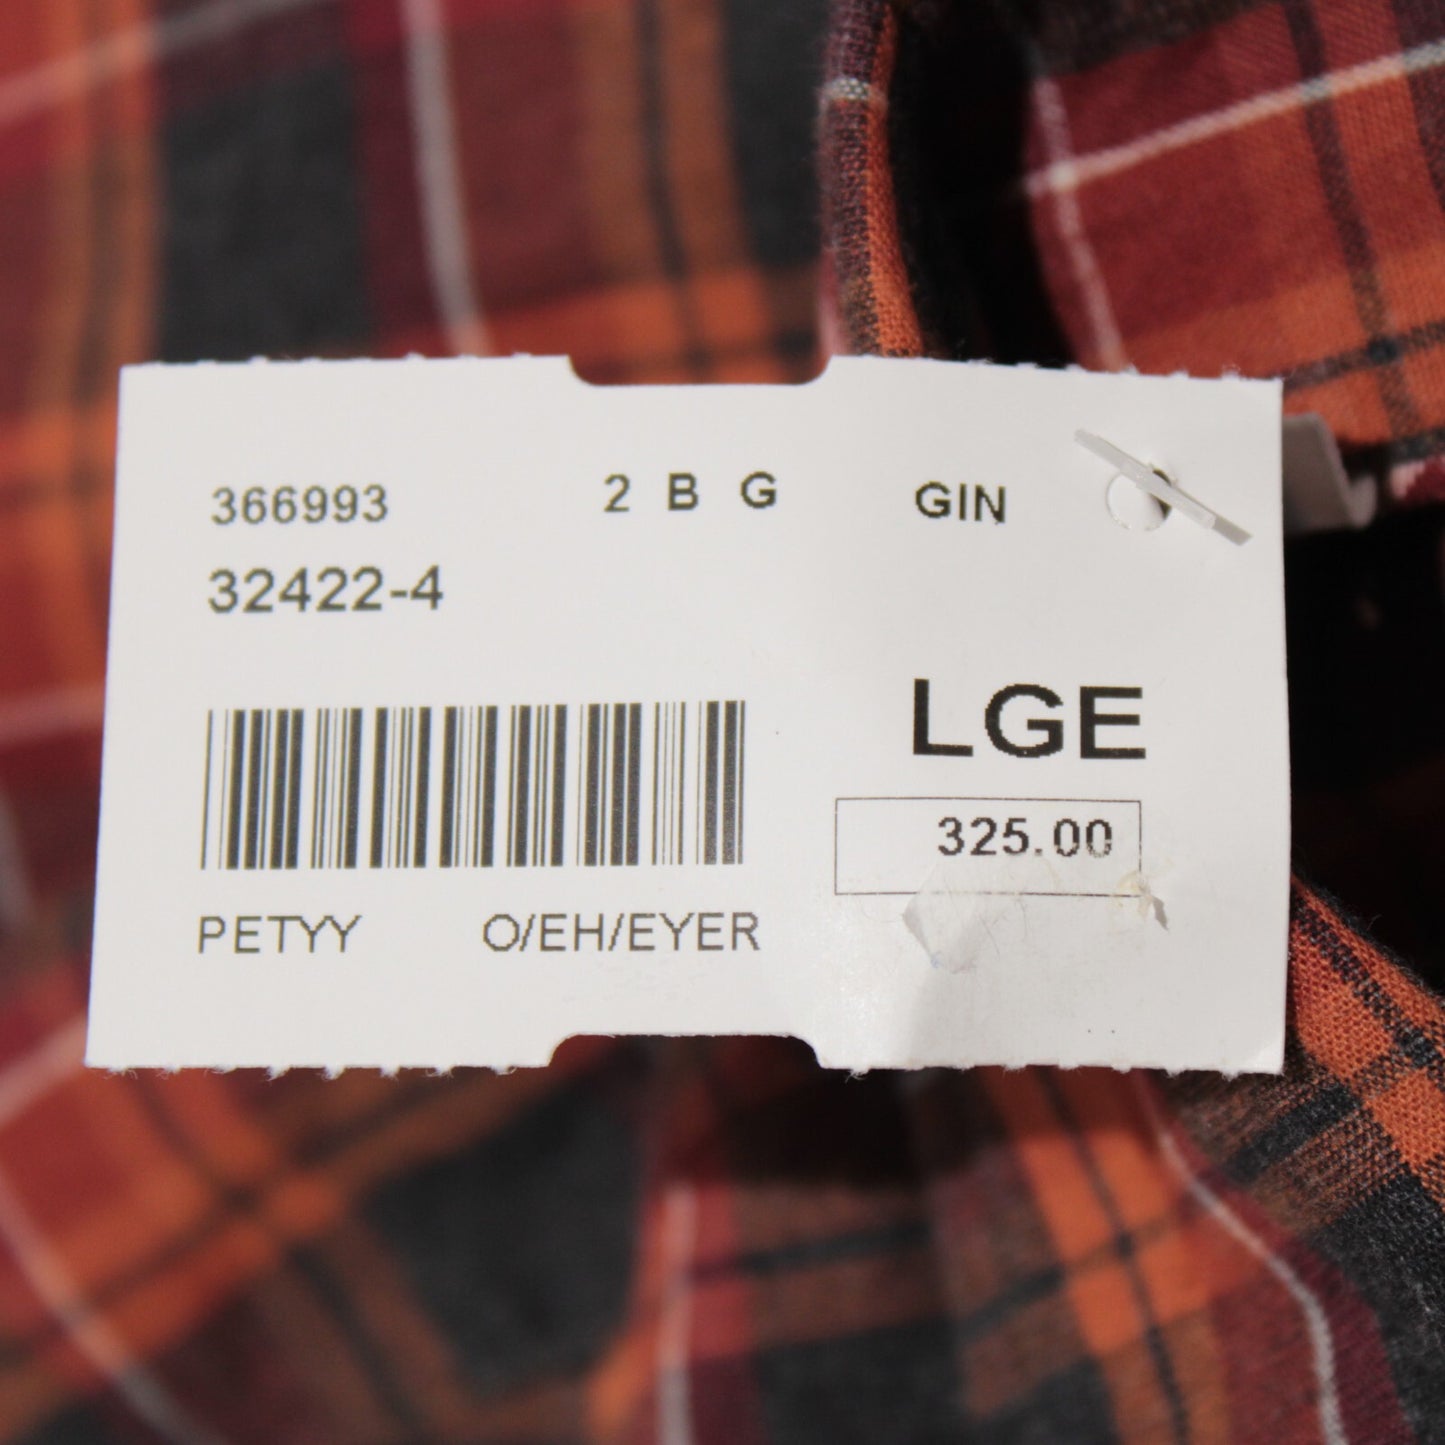 366993 2 B G GIN
32422-4
LGE
325.00
PETYY O/EH/EYER